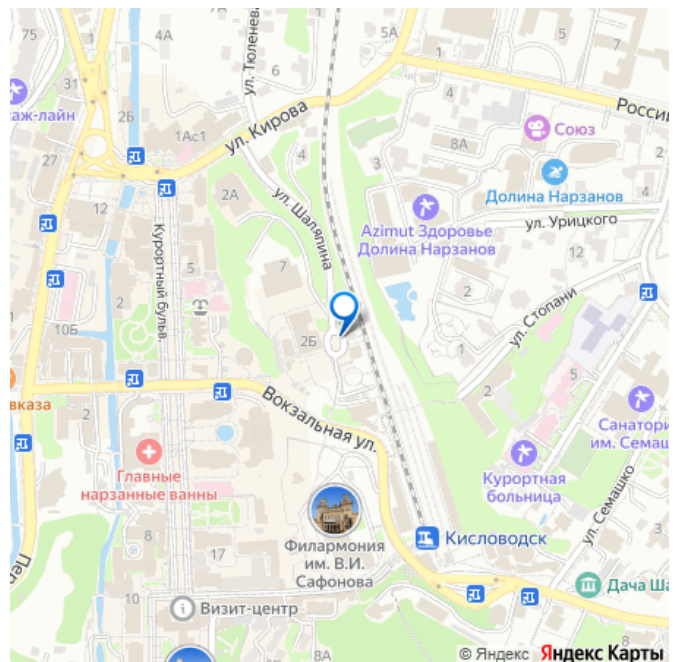 75
4А
5А
31
ул. Тюленева
6
2Б
4
Россий
аж-лайн
1Ас1
ул. Кирова
Союз
8А
2
27
4
3
2А
12
ул. Шаляпина
Долина Нарзанов
Azimut Здоровье
Долина Нарзанов
ул. Урицкого
Курортный бульв.
7
12
2
5
2
ул. Стопани
10Б
2Б
1
1
5
вказа
2
Вокзальная ул.
Санатори
им. Семаш
Главные
нарзанные ванны
Курортная
больница
8
9
Кисловодск
ул. Семашко
17
Филармония
им. В.И.
Сафонова
Пер
10
Визит-центр
Дача Ша
8А
© Яндекс Яндекс Карты